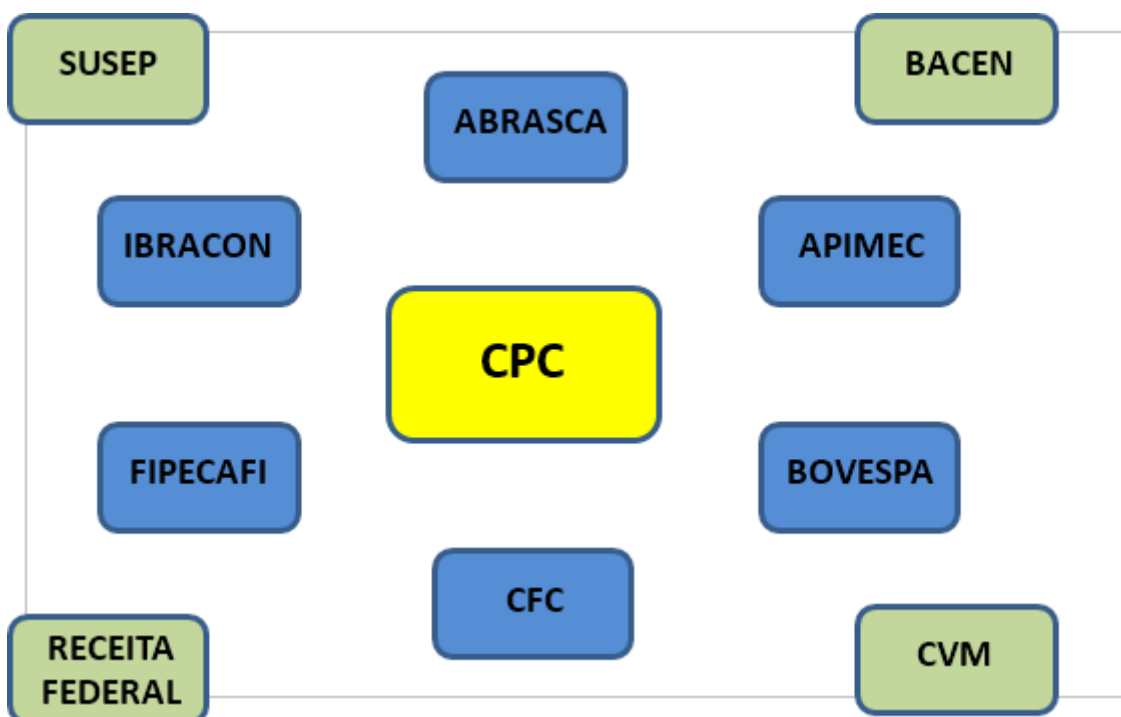 SUSEP
BACEN
ABRASCA
IBRACON
APIMEC
CPC
FIPECAFI
BOVESPA
CFC
RECEITA
FEDERAL
CVM